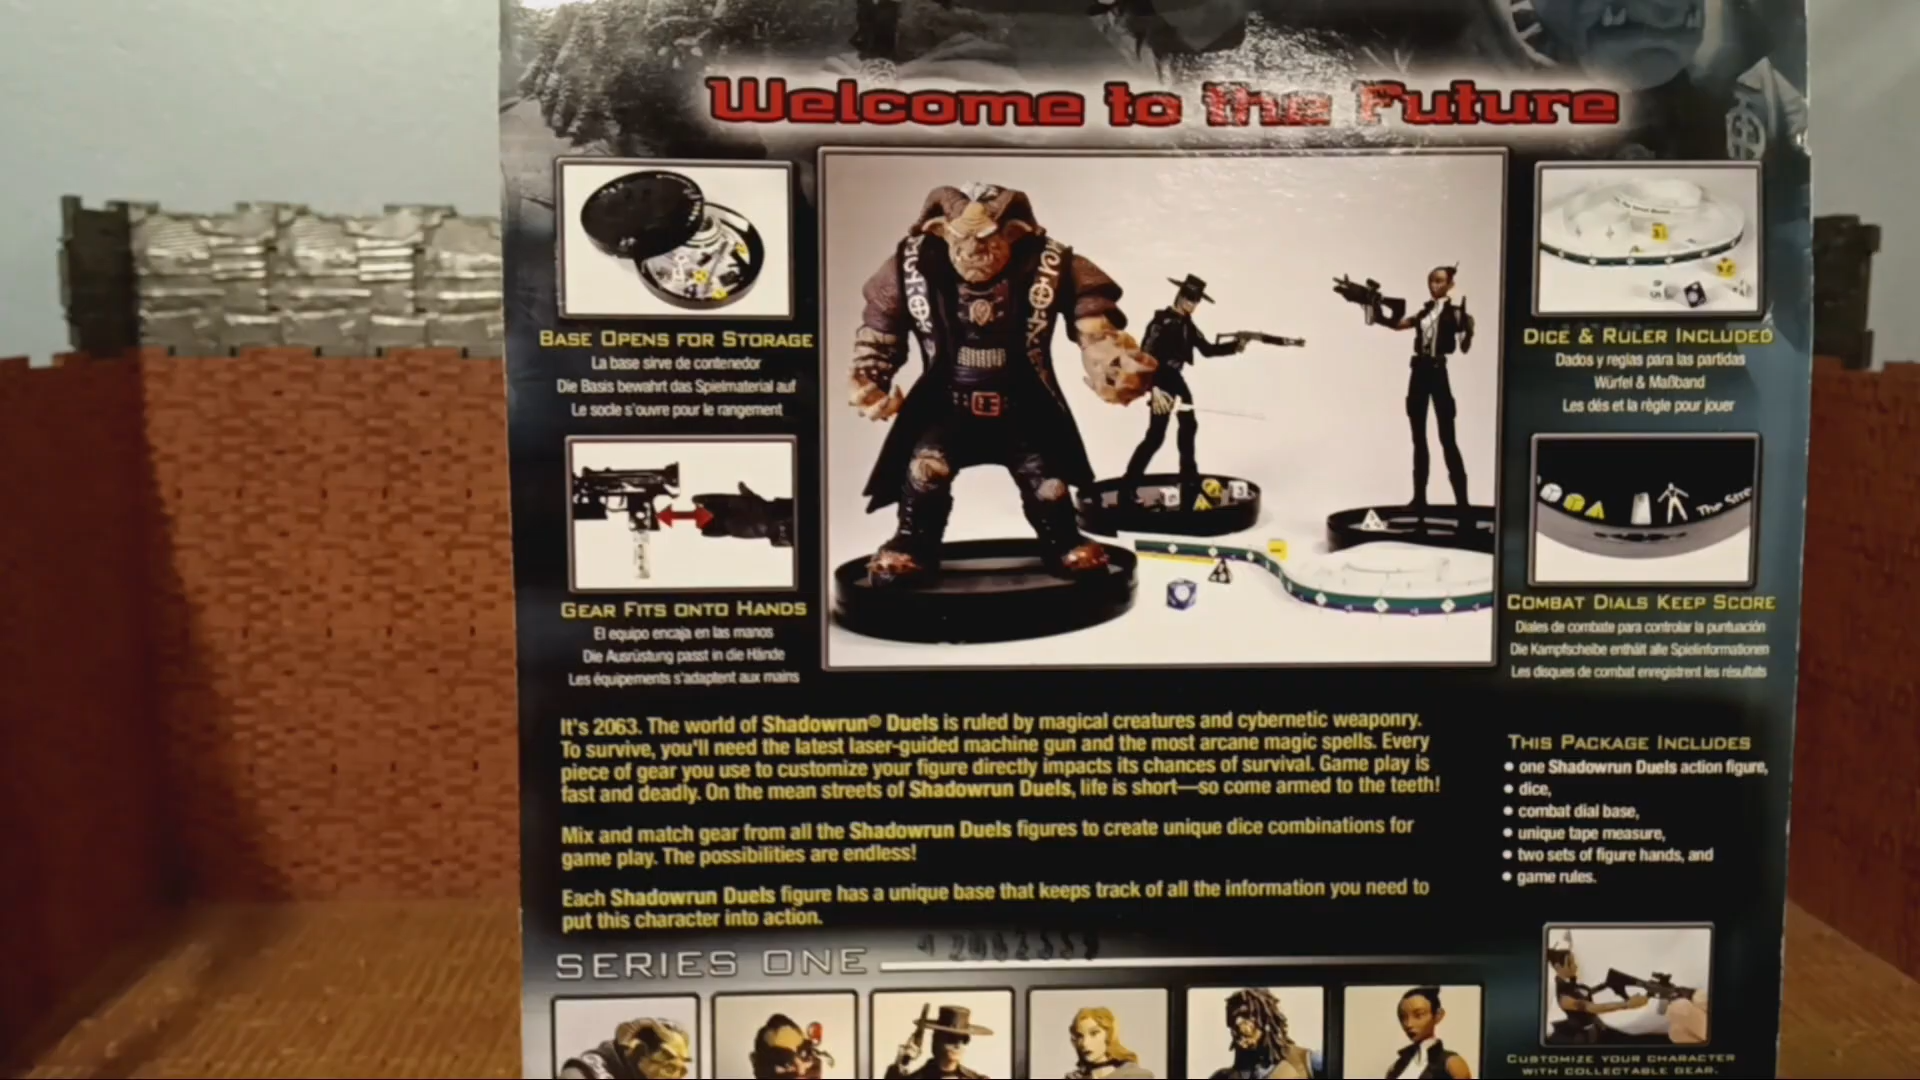 Welcome to the Future
BASE OPENS FOR STORAGE
La base sirve de contenedor
Die Basis bewahrt das Spielmaterial auf
Le socle s'ouvre pour le rangement
GEAR FITS ONTO HANDS
El equipo encaja en las manos
Die Ausrüstung passt in die Hände
Les équipements s'adaptent aux mains
DICE & RULER INCLUDED
Dados y reglas para las partidas
Würfel & Maßband
Les dés et la règle pour jouer
The Stre
COMBAT DIALS KEEP SCORE
Diales de combate para controlar la puntuación
Die Kampfscheibe enthält alle Spielinformationen
Les disques de combat enregistrent les résultats
It's 2063. The world of Shadowrun® Duels is ruled by magical creatures and cybernetic weaponry.
To survive, you'll need the latest laser-guided machine gun and the most arcane magic spells. Every
piece of gear you use to customize your figure directly impacts its chances of survival. Game play is
fast and deadly. On the mean streets of Shadowrun Duels, life is short—so come armed to the teeth!
Mix and match gear from all the Shadowrun Duels figures to create unique dice combinations for
game play. The possibilities are endless!
Each Shadowrun Duels figure has a unique base that keeps track of all the information you need to
put this character into action.
THIS PACKAGE INCLUDES
• one Shadowrun Duels action figure,
• dice,
• combat dial base,
• unique tape measure,
• two sets of figure hands, and
• game rules.
SERIES ONE
CUSTOMIZE YOUR CHARACTER
WITH COLLECTABLE GEAR.